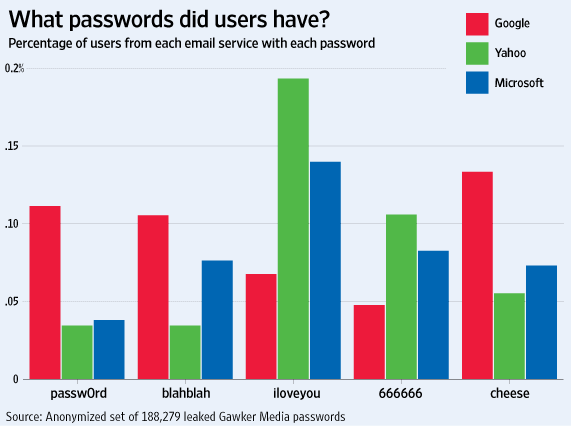 What passwords did users have?
Percentage of users from each email service with each password
Google
Yahoo
Microsoft
0.2%
.15
.10
.05
0
passw0rd
blahblah
iloveyou
666666
cheese
Source: Anonymized set of 188,279 leaked Gawker Media passwords